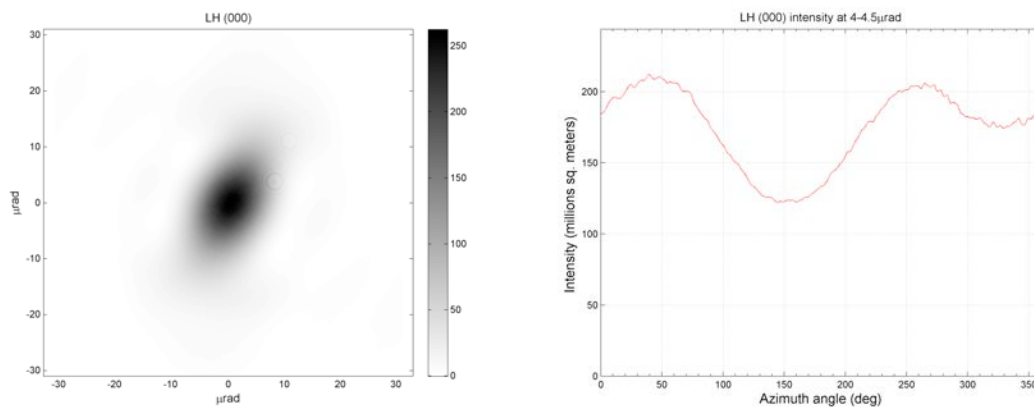 LH (000)
30
20
10
0
-10
-20
-30
-30 -20 -10 0 10 20 30
µrad
µrad
250
200
150
100
50
0
LH (000) intensity at 4-4.5µrad
Intensity (millions sq. meters)
200
150
100
50
0
0 50 100 150 200 250 300 350
Azimuth angle (deg)